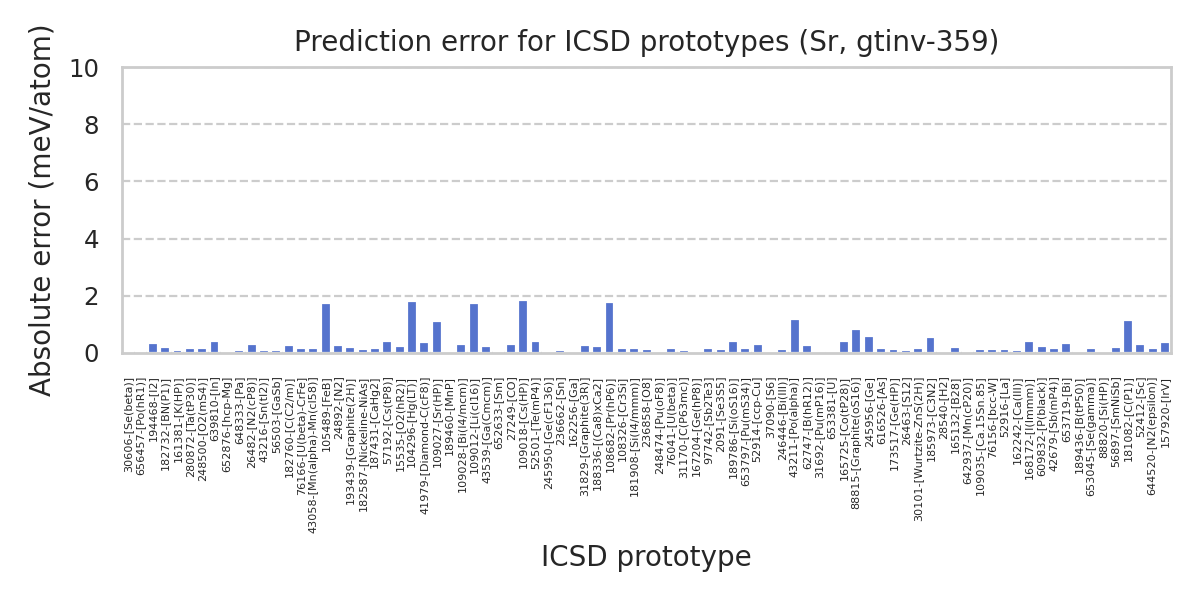 Prediction error for ICSD prototypes (Sr, gtinv-359)
Absolute error (meV/atom)
10
8
6
4
2
0
30606-[Se(beta)]
656457-[Po(hR1)]
194468-[I2]
182732-[BN(P1)]
161381-[K(HP)]
280872-[Ta(tP30)]
248500-[O2(mS4)]
639810-[In]
652876-[hcp-Mg]
648333-[Pa]
26482-[N2(cP8)]
43216-[Sn(tI2)]
56503-[GaSb]
182760-[C(C2/m)]
76166-[U(beta)-CrFe]
43058-[Mn(alpha)-Mn(cI58)]
105489-[FeB]
24892-[N2]
193439-[Graphite(2H)]
182587-[Nickeline-NiAs]
187431-[CaHg2]
57192-[Cs(tP8)]
15535-[O2(hR2)]
104296-[Hg(LT)]
41979-[Diamond-C(cF8)]
109027-[Sr(HP)]
189460-[MnP]
109028-[Bi(I4/mcm)]
109012-[Li(cI16)]
43539-[Ga(Cmcm)]
652633-[Sm]
27249-[CO]
109018-[Cs(HP)]
52501-[Te(mP4)]
245950-[Ge(cF136)]
236662-[Sn]
162256-[Ga]
31829-[Graphite(3R)]
188336-[(Ca8)xCa2]
108682-[Pr(hP6)]
108326-[Cr3Si]
181908-[Si(I4/mmm)]
236858-[O8]
248474-[Pu(oF8)]
76041-[U(beta)]
31170-[C(P63mc)]
167204-[Ge(hP8)]
97742-[Sb2Te3]
2091-[Se3S5]
189786-[Si(oS16)]
653797-[Pu(mS34)]
52914-[ccp-Cu]
37090-[S6]
246446-[Bi(III)]
43211-[Po(alpha)]
62747-[B(hR12)]
31692-[Pu(mP16)]
653381-[U]
165725-[Co(tP28)]
88815-[Graphite(oS16)]
245956-[Ge]
616526-[As]
173517-[Ge(HP)]
264663-[S12]
30101-[Wurtzite-ZnS(2H)]
185973-[C3N2]
28540-[H2]
165132-[B28]
642937-[Mn(cP20)]
109035-[Ca.15Sn.85]
76156-[bcc-W]
52916-[La]
162242-[Ca(III)]
168172-[I(Immm)]
609832-[P(black)]
42679-[Sb(mP4)]
653719-[Bi]
189436-[B(tP50)]
653045-[Se(gamma)]
88820-[Si(HP)]
56897-[SmNiSb]
181082-[C(P1)]
52412-[Sc]
644520-[N2(epsilon)]
157920-[IrV]
ICSD prototype